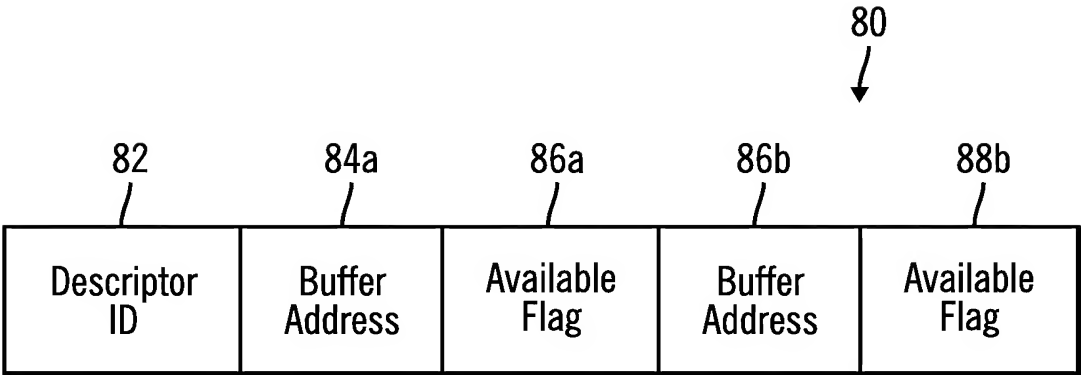 80
82 84a 86a 86b 88b
Descriptor ID
Buffer Address
Available Flag
Buffer Address
Available Flag